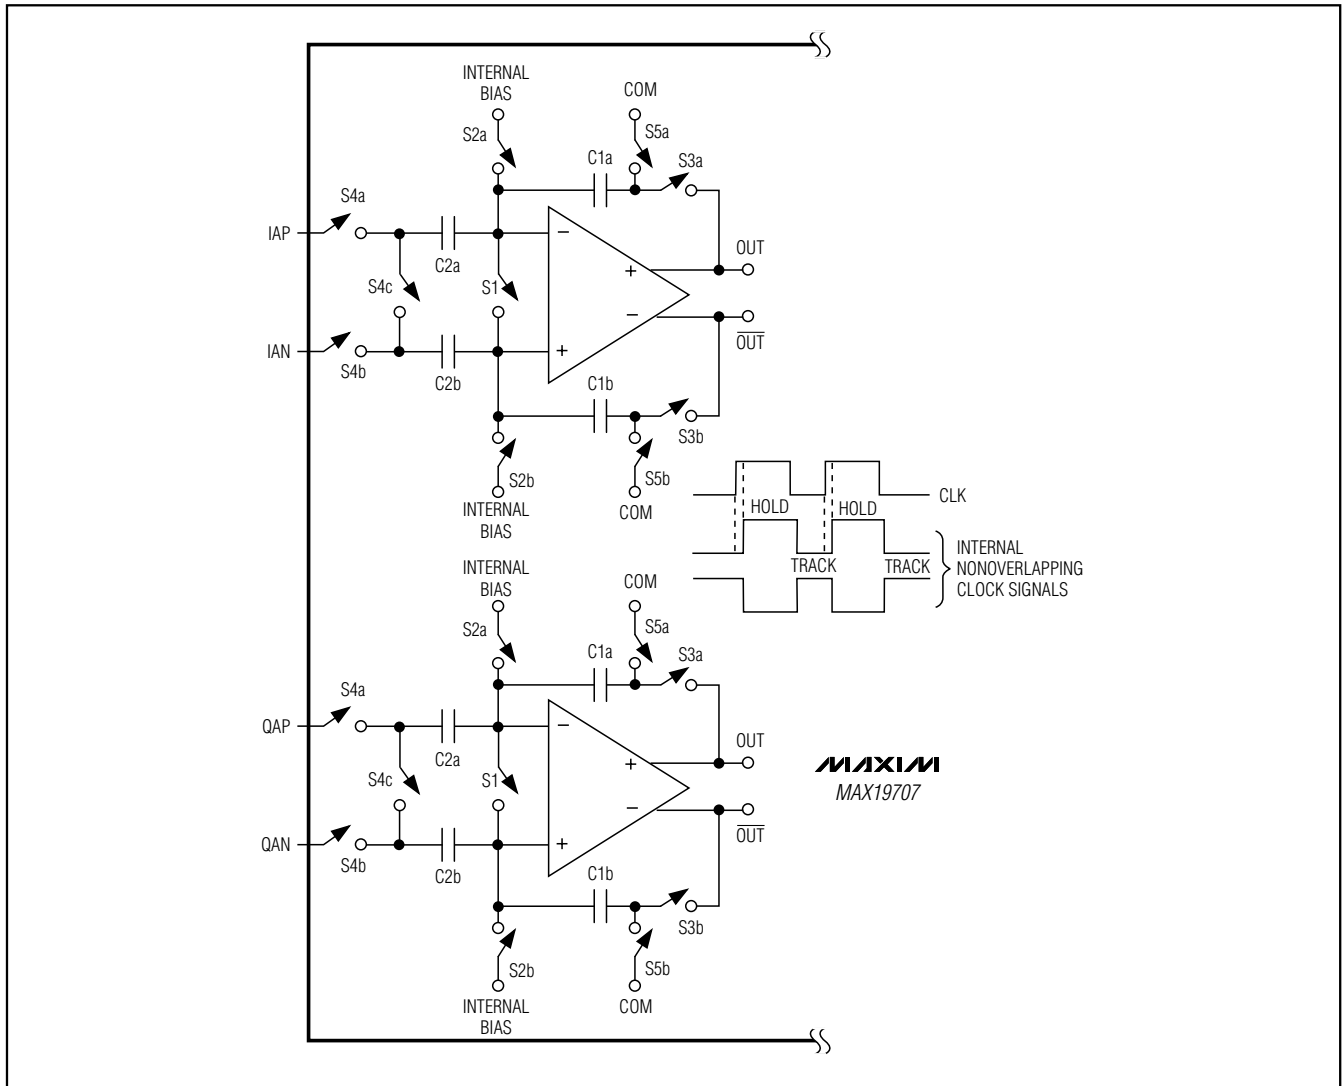 INTERNAL
BIAS
COM
S2a
S5a
C1a
S3a
S4a
IAP
−
C2a
OUT
+
S4c
S1
−
OUT
IAN
+
S4b
C2b
C1b
S3b
S2b
S5b
INTERNAL
BIAS
COM
CLK
HOLD
HOLD
TRACK
TRACK
INTERNAL
NONOVERLAPPING
CLOCK SIGNALS
INTERNAL
BIAS
COM
S2a
S5a
C1a
S3a
S4a
QAP
−
C2a
OUT
+
S4c
S1
−
OUT
QAN
+
S4b
C2b
C1b
S3b
S2b
S5b
INTERNAL
BIAS
COM
MAXIM
MAX19707